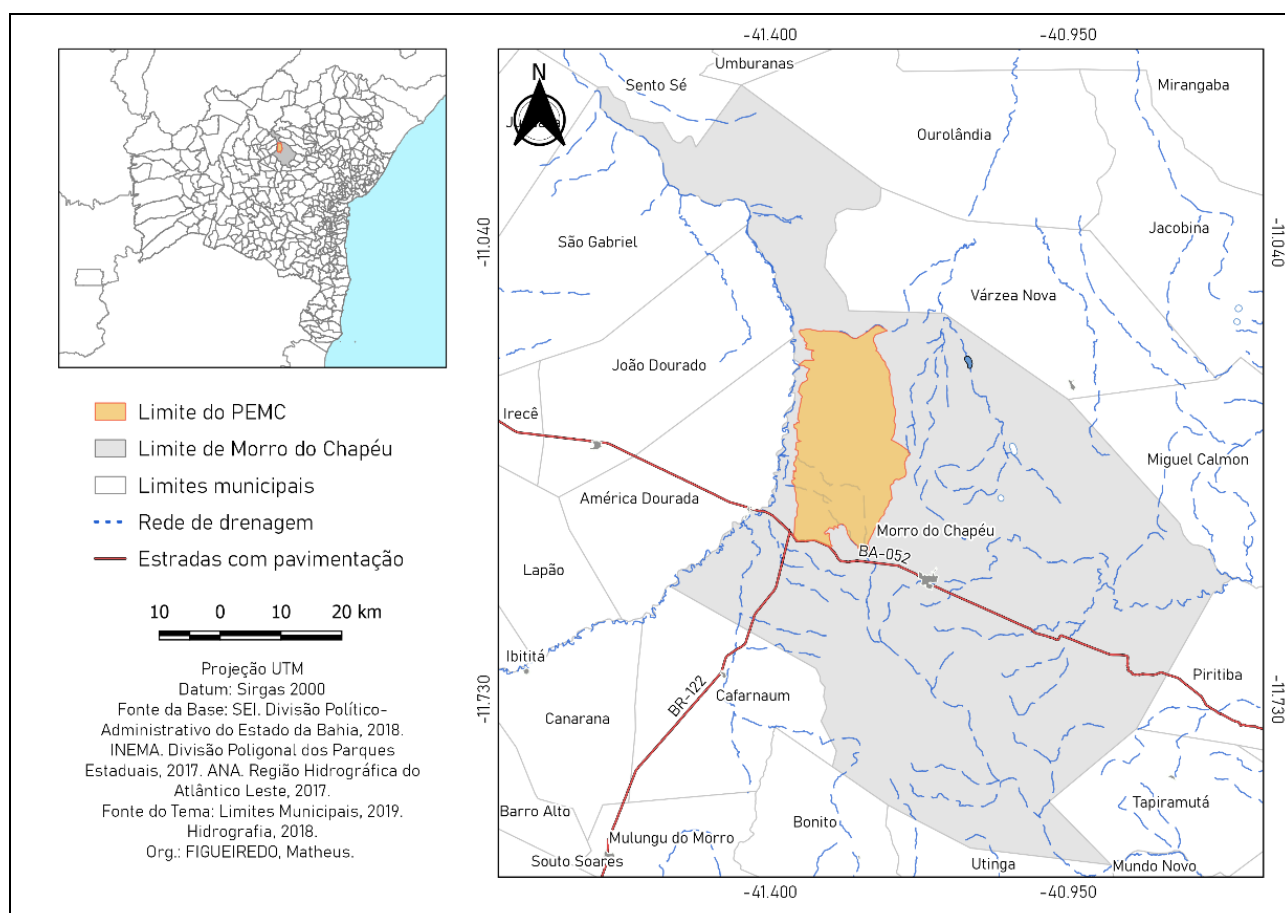 -41.400
-40.950
N
Umburanas
Sento Sé
Mirangaba
Ourolândia
Jacobina
São Gabriel
-11.040
-11.040
Várzea Nova
João Dourado
Irecê
Miguel Calmon
América Dourada
Morro do Chapéu
BA-052
Lapão
Ibititá
Piritiba
Cafarnaum
BR-122
Canarana
-11.730
-11.730
Tapiramutá
Barro Alto
Bonito
Mulungu do Morro
Souto Soares
Utinga
Mundo Novo
-41.400
-40.950
Limite do PEMC
Limite de Morro do Chapéu
Limites municipais
Rede de drenagem
Estradas com pavimentação
10 0 10 20 km
Projeção UTM
Datum: Sirgas 2000
Fonte da Base: SEI. Divisão Político-
Administrativo do Estado da Bahia, 2018.
INEMA. Divisão Poligonal dos Parques
Estaduais, 2017. ANA. Região Hidrográfica do
Atlântico Leste, 2017.
Fonte do Tema: Limites Municipais, 2019.
Hidrografia, 2018.
Org.: FIGUEIREDO, Matheus.